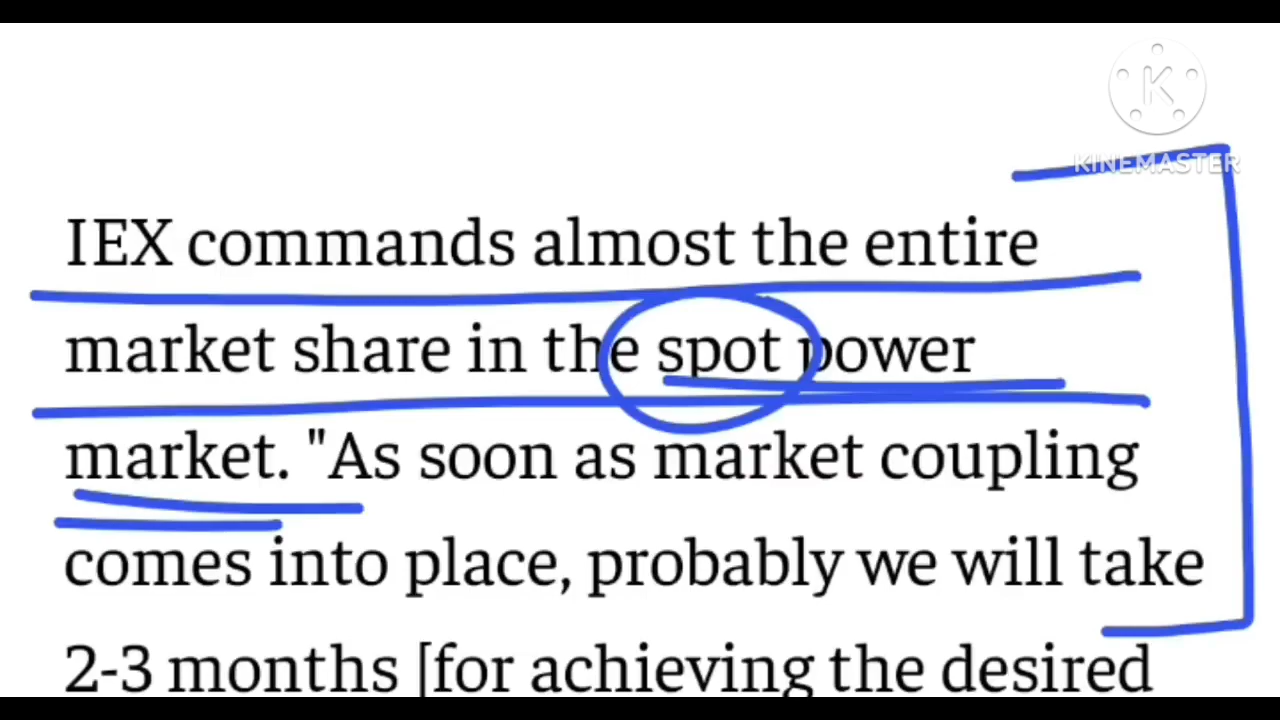 K
KINEMASTER
IEX commands almost the entire
market share in the spot power
market. "As soon as market coupling
comes into place, probably we will take
2-3 months [for achieving the desired